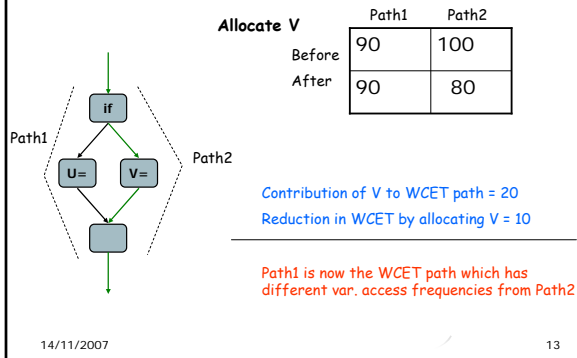 Allocate V
Path1 Path2
Before 90 100
After 90 80
if
Path1
Path2
U= V=
Contribution of V to WCET path = 20
Reduction in WCET by allocating V = 10
Path1 is now the WCET path which has
different var. access frequencies from Path2
14/11/2007 13